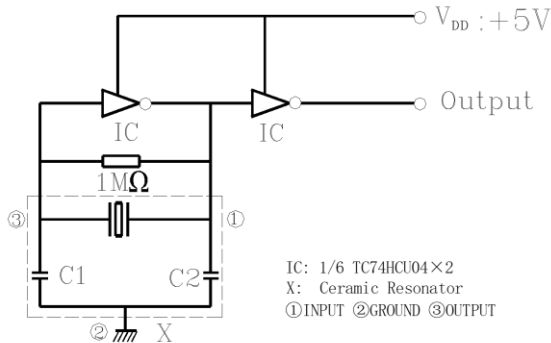 V_DD :+5V
Output
IC
IC
1MΩ
③
①
C1
C2
②
X
IC: 1/6 TC74HCU04×2
X: Ceramic Resonator
①INPUT ②GROUND ③OUTPUT